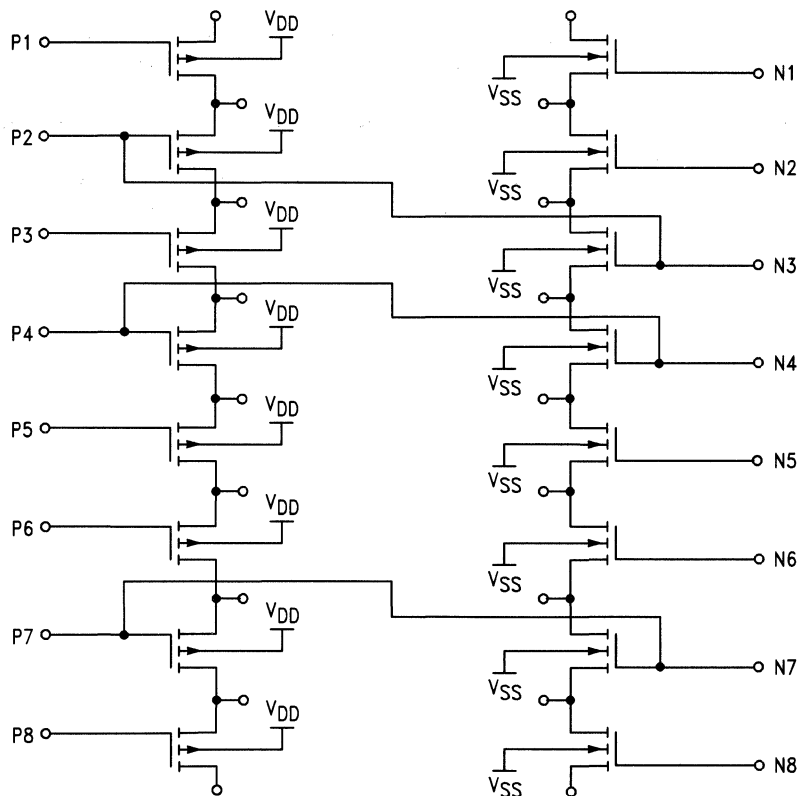 P1 VDD VSS N1
P2 VDD VSS N2
P3 VDD VSS N3
P4 VDD VSS N4
P5 VDD VSS N5
P6 VDD VSS N6
P7 VDD VSS N7
P8 VDD VSS N8